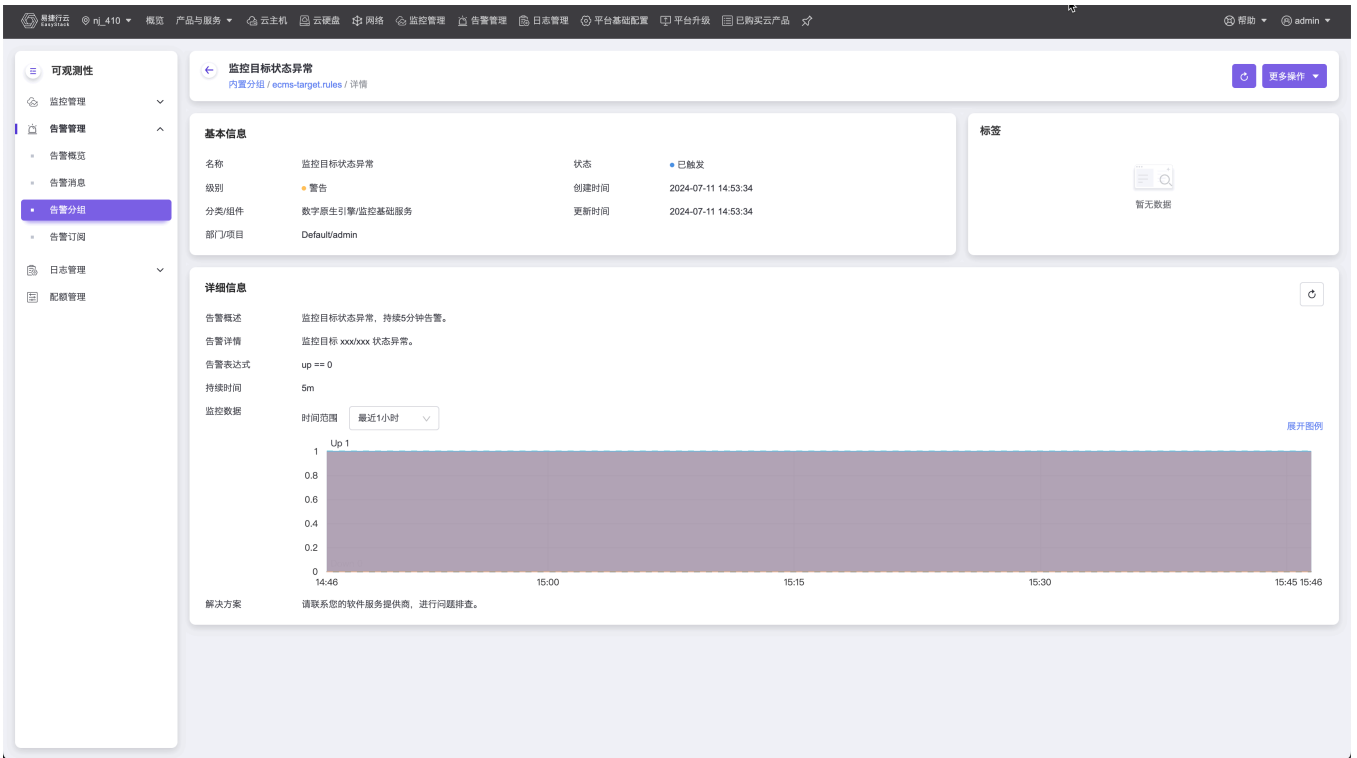 易捷行云 EasyStack nj_410 概览 产品与服务 云主机 云硬盘 网络 监控管理 告警管理 日志管理 平台基础配置 平台升级 已购买云产品 帮助 admin
可观测性
监控管理
告警管理
告警概览
告警消息
告警分组
告警订阅
日志管理
配额管理
监控目标状态异常
内置分组 / ecms-target.rules / 详情
更多操作
基本信息
名称 监控目标状态异常 状态 已触发
级别 警告 创建时间 2024-07-11 14:53:34
分类/组件 数字原生引擎/监控基础服务 更新时间 2024-07-11 14:53:34
部门/项目 Default/admin
标签
暂无数据
详细信息
告警概述 监控目标状态异常，持续5分钟告警。
告警详情 监控目标 xxx/xxx 状态异常。
告警表达式 up == 0
持续时间 5m
监控数据 时间范围 最近1小时
展开图例
Up 1
1
0.8
0.6
0.4
0.2
0
14:46 15:00 15:15 15:30 15:45 15:46
解决方案 请联系您的软件服务提供商，进行问题排查。